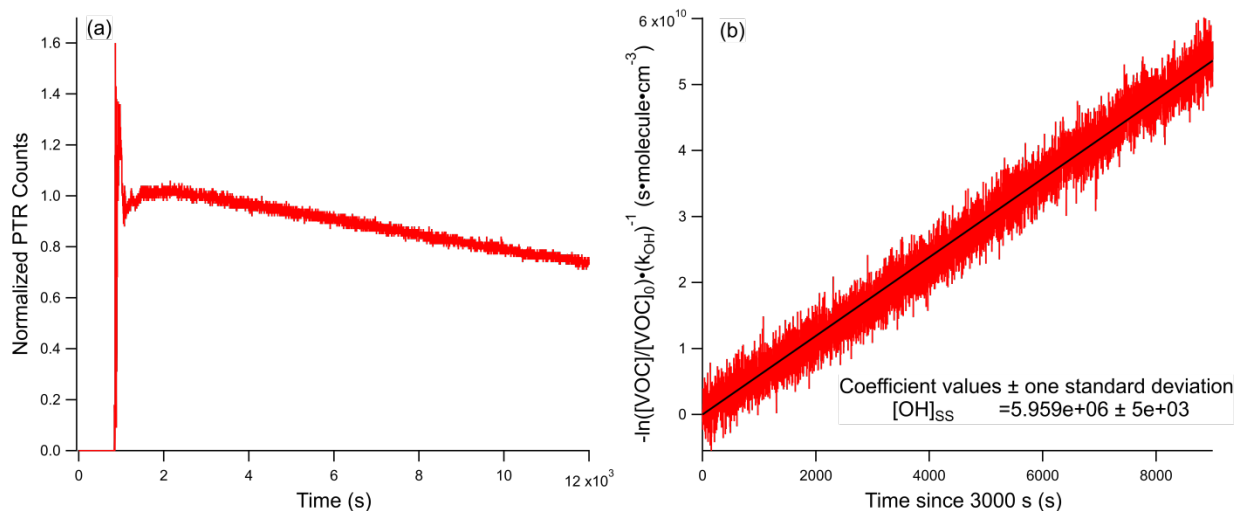 (a)
Normalized PTR Counts
1.6
1.4
1.2
1.0
0.8
0.6
0.4
0.2
0.0
0
2
4
6
8
10
12 x10³
Time (s)
(b)
-ln([VOC]/[VOC]₀)•(k_OH)⁻¹ (s•molecule•cm⁻³)
6 x10¹⁰
5
4
3
2
1
0
Coefficient values ± one standard deviation
[OH]SS =5.959e+06 ± 5e+03
0
2000
4000
6000
8000
Time since 3000 s (s)